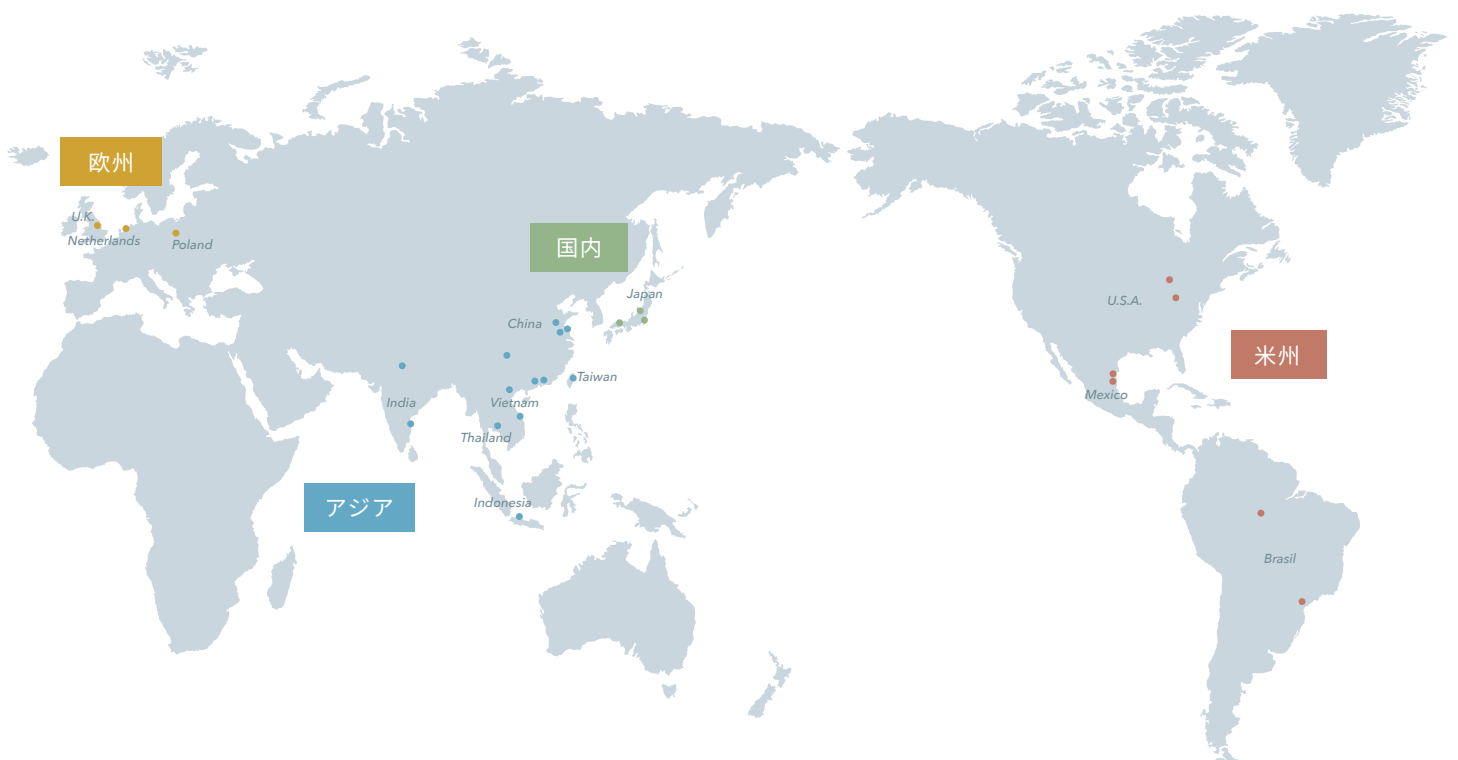 欧州
U.K.
Netherlands
Poland
国内
Japan
China
Taiwan
India
Vietnam
Thailand
アジア
Indonesia
U.S.A.
米州
Mexico
Brasil